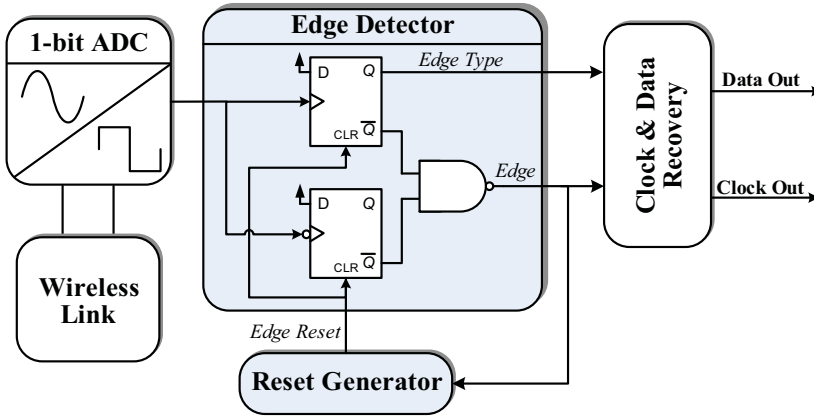 1-bit ADC
Wireless
Link
Edge Detector
D Q
CLR Q̅
D Q
CLR Q̅
Edge Type
Edge
Edge Reset
Reset Generator
Clock & Data
Recovery
Data Out
Clock Out